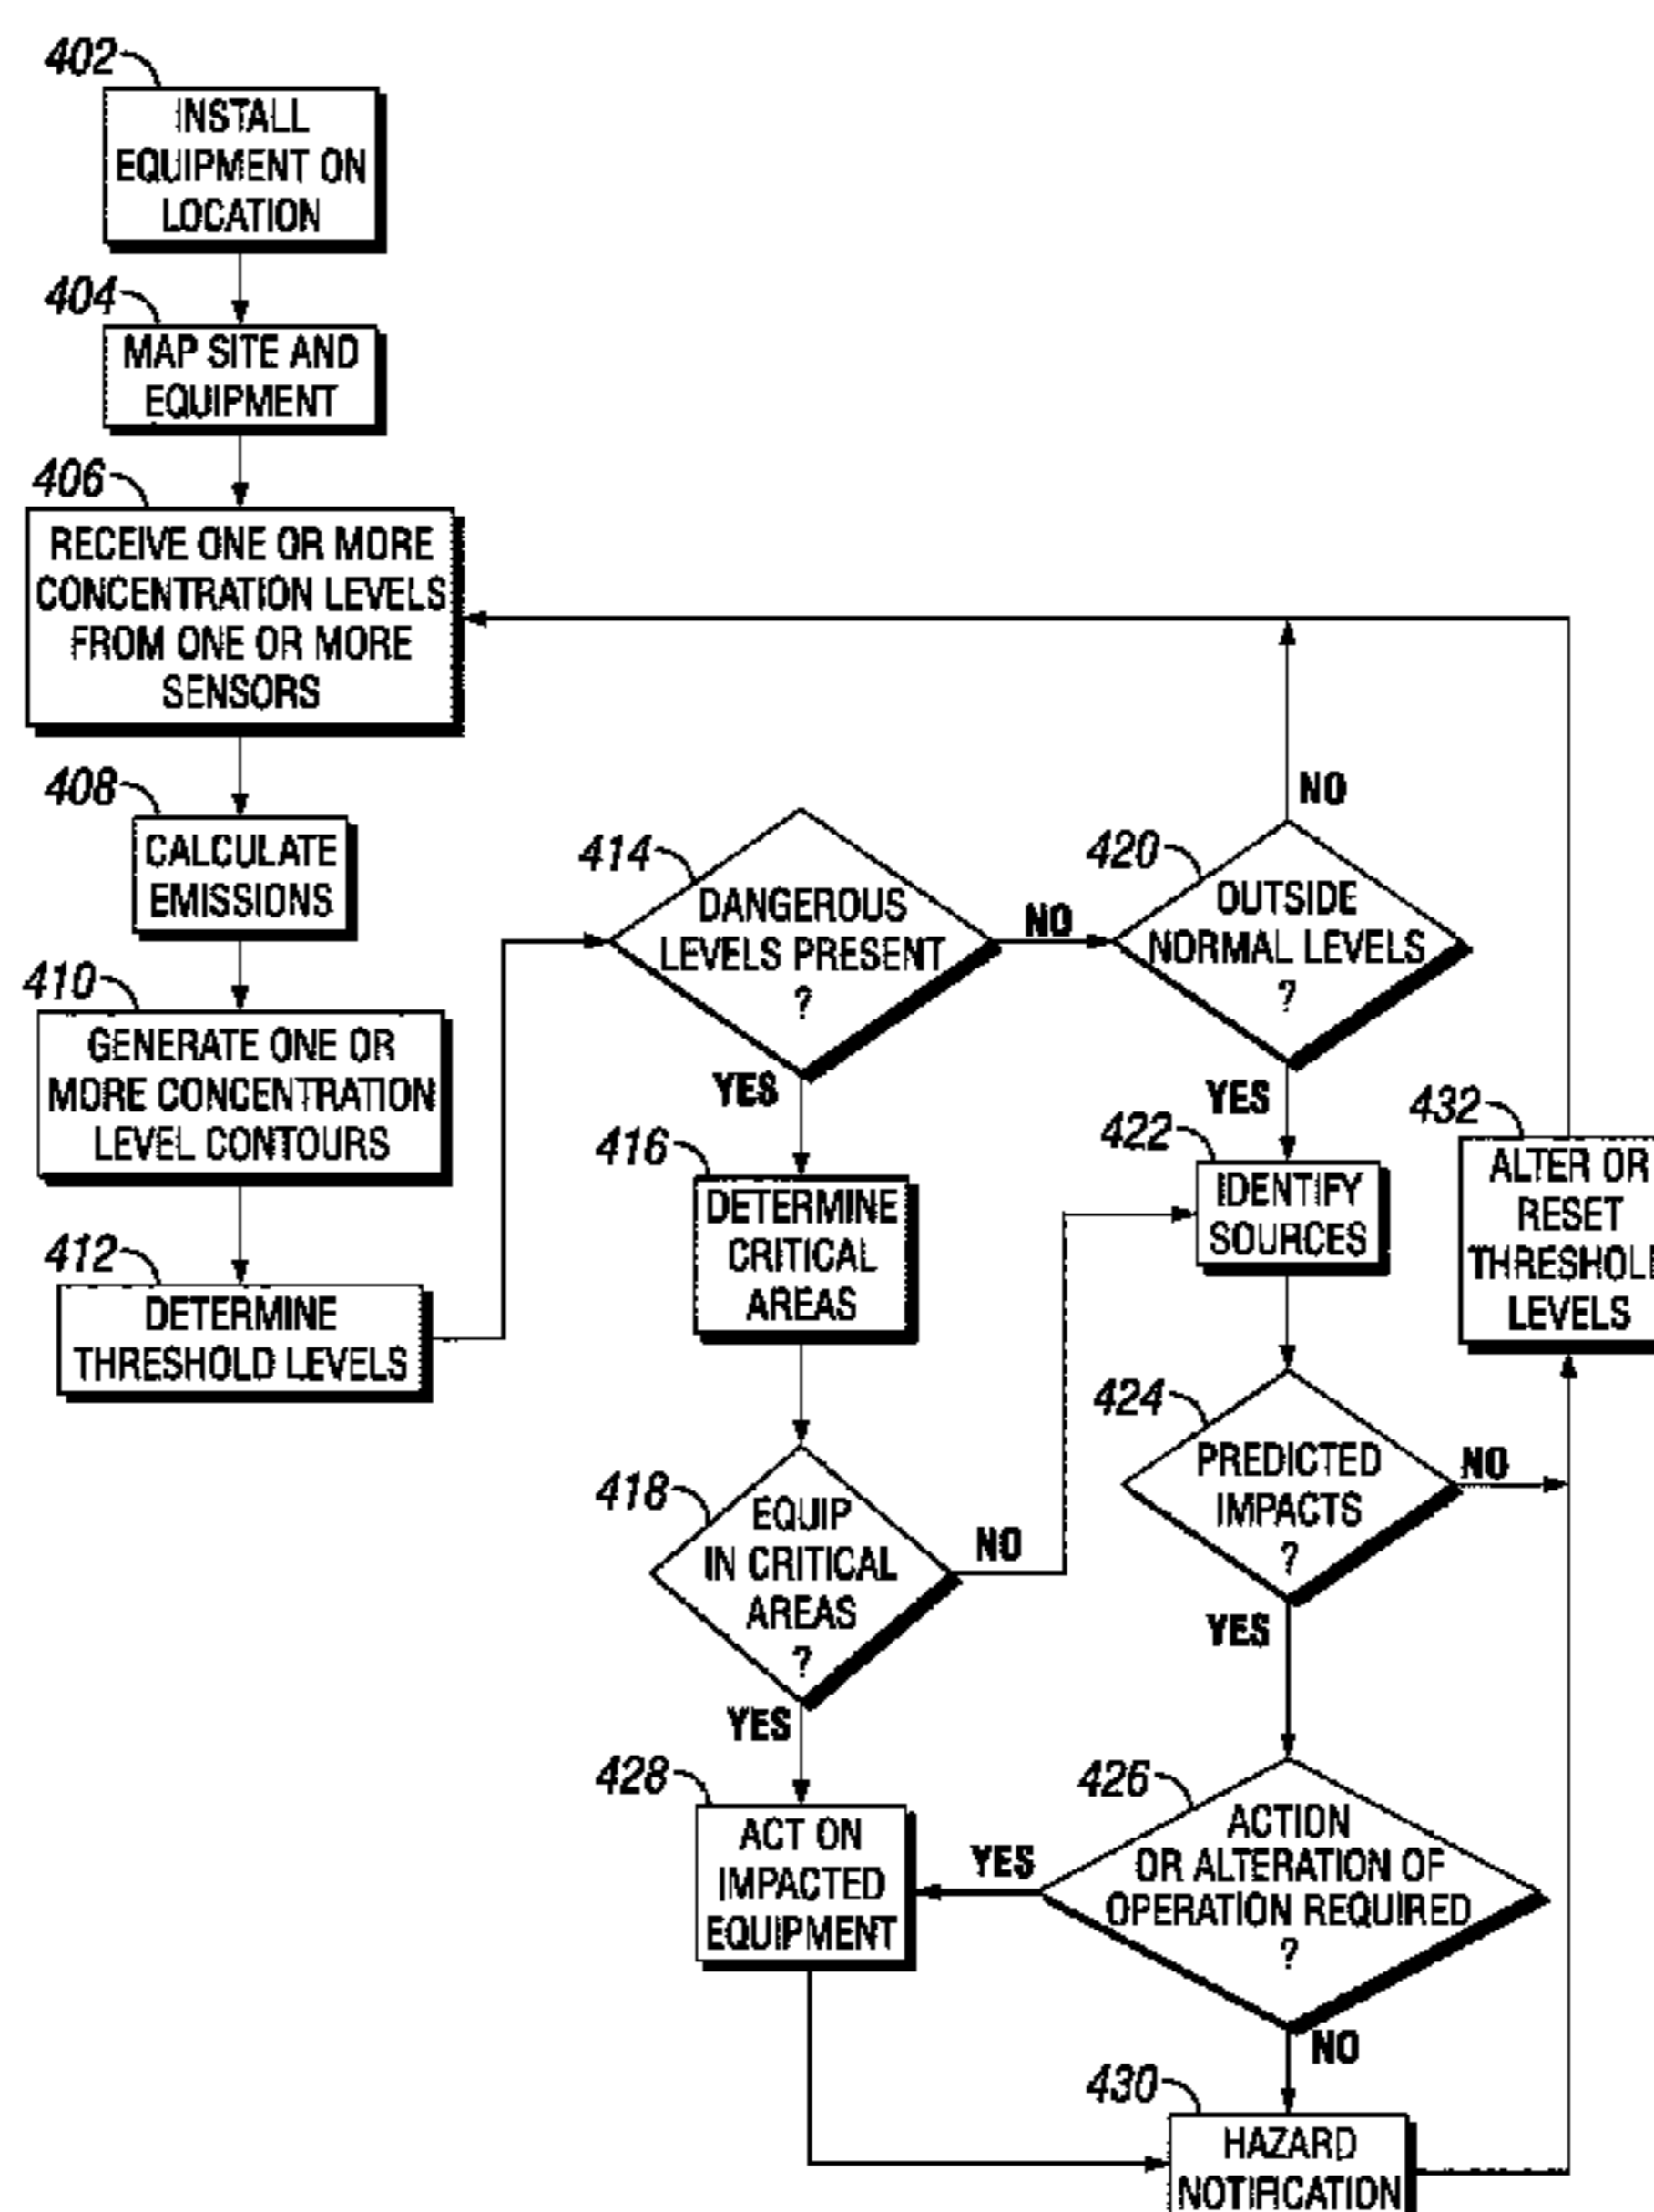 402
INSTALL
EQUIPMENT ON
LOCATION
404
MAP SITE AND
EQUIPMENT
406
RECEIVE ONE OR MORE
CONCENTRATION LEVELS
FROM ONE OR MORE
SENSORS
408
CALCULATE
EMISSIONS
410
GENERATE ONE OR
MORE CONCENTRATION
LEVEL CONTOURS
412
DETERMINE
THRESHOLD LEVELS
414
DANGEROUS
LEVELS PRESENT
?
NO
YES
416
DETERMINE
CRITICAL
AREAS
418
EQUIP
IN CRITICAL
AREAS
?
NO
YES
428
ACT ON
IMPACTED
EQUIPMENT
420
OUTSIDE
NORMAL LEVELS
?
NO
YES
422
IDENTIFY
SOURCES
424
PREDICTED
IMPACTS
?
NO
YES
426
ACTION
OR ALTERATION OF
OPERATION REQUIRED
?
YES
NO
430
HAZARD
NOTIFICATION
432
ALTER OR
RESET
THRESHOLD
LEVELS